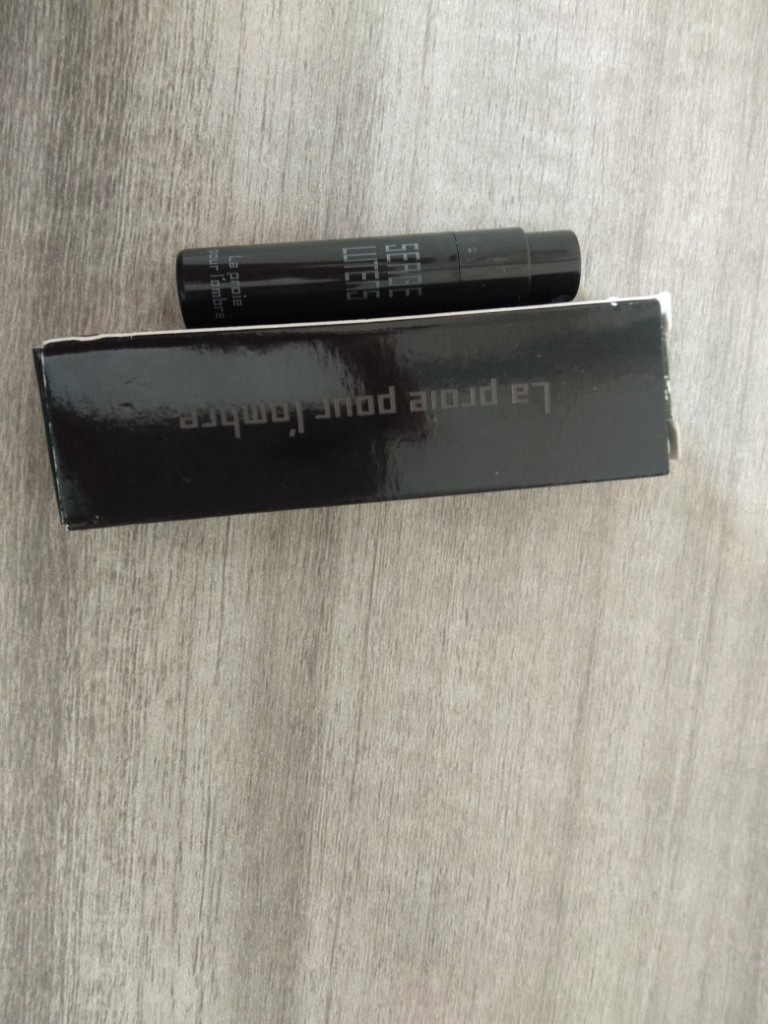 SERGE
LUTENS
La proie
pour l'ombre
La proie pour l'ombre